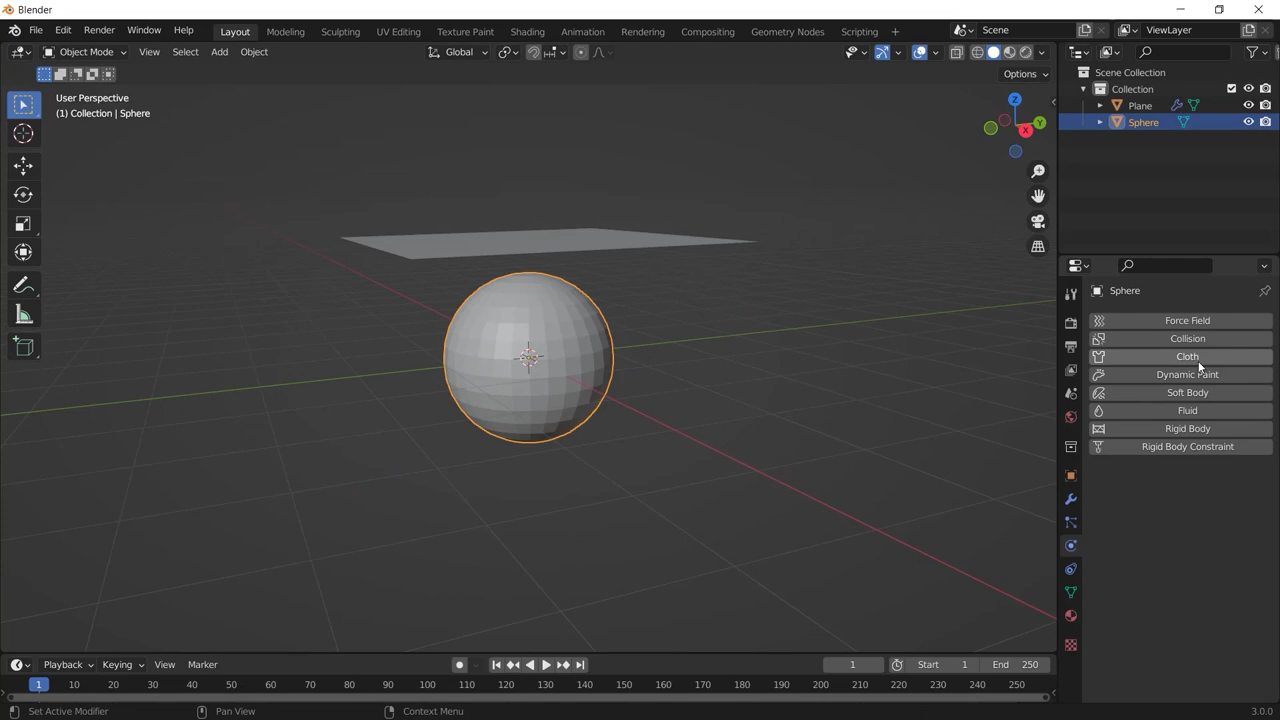 Blender
File Edit Render Window Help Layout Modeling Sculpting UV Editing Texture Paint Shading Animation Rendering Compositing Geometry Nodes Scripting + Scene ViewLayer
Object Mode View Select Add Object Global
Options
User Perspective
(1) Collection | Sphere
Z
Y
X
Scene Collection
Collection
Plane
Sphere
Sphere
Force Field
Collision
Cloth
Dynamic Paint
Soft Body
Fluid
Rigid Body
Rigid Body Constraint
Playback Keying View Marker 1 Start 1 End 250
1 10 20 30 40 50 60 70 80 90 100 110 120 130 140 150 160 170 180 190 200 210 220 230 240 250
Set Active Modifier Pan View Context Menu 3.0.0